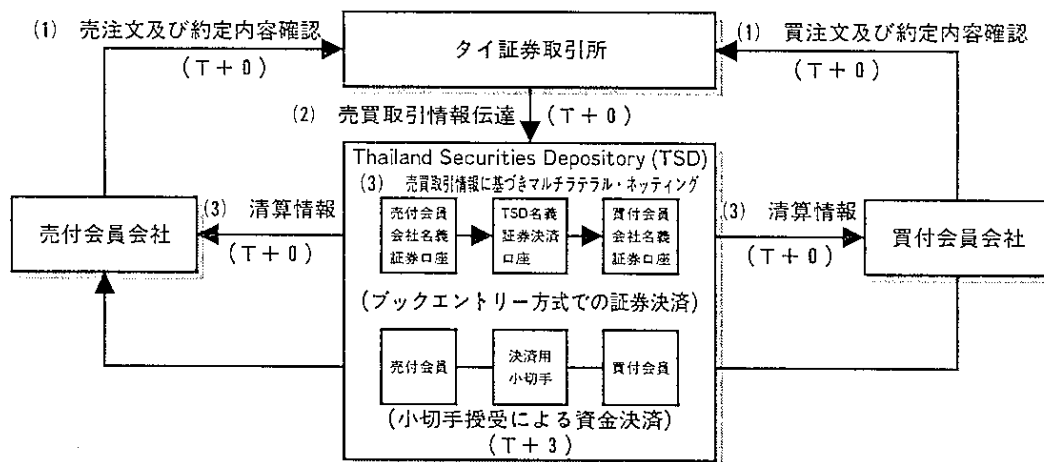 (1) 売注文及び約定内容確認
(T+0)
タイ証券取引所
(1) 買注文及び約定内容確認
(T+0)
(2) 売買取引情報伝達 (T+0)
Thailand Securities Depository (TSD)
(3) 売買取引情報に基づきマルチラテラル・ネッティング
売付会員
会社名義
証券口座
TSD名義
証券決済
口座
買付会員
会社名義
証券口座
(ブックエントリー方式での証券決済)
売付会員
決済用
小切手
買付会員
(小切手授受による資金決済)
(T+3)
売付会員会社
(3) 清算情報
(T+0)
(3) 清算情報
(T+0)
買付会員会社